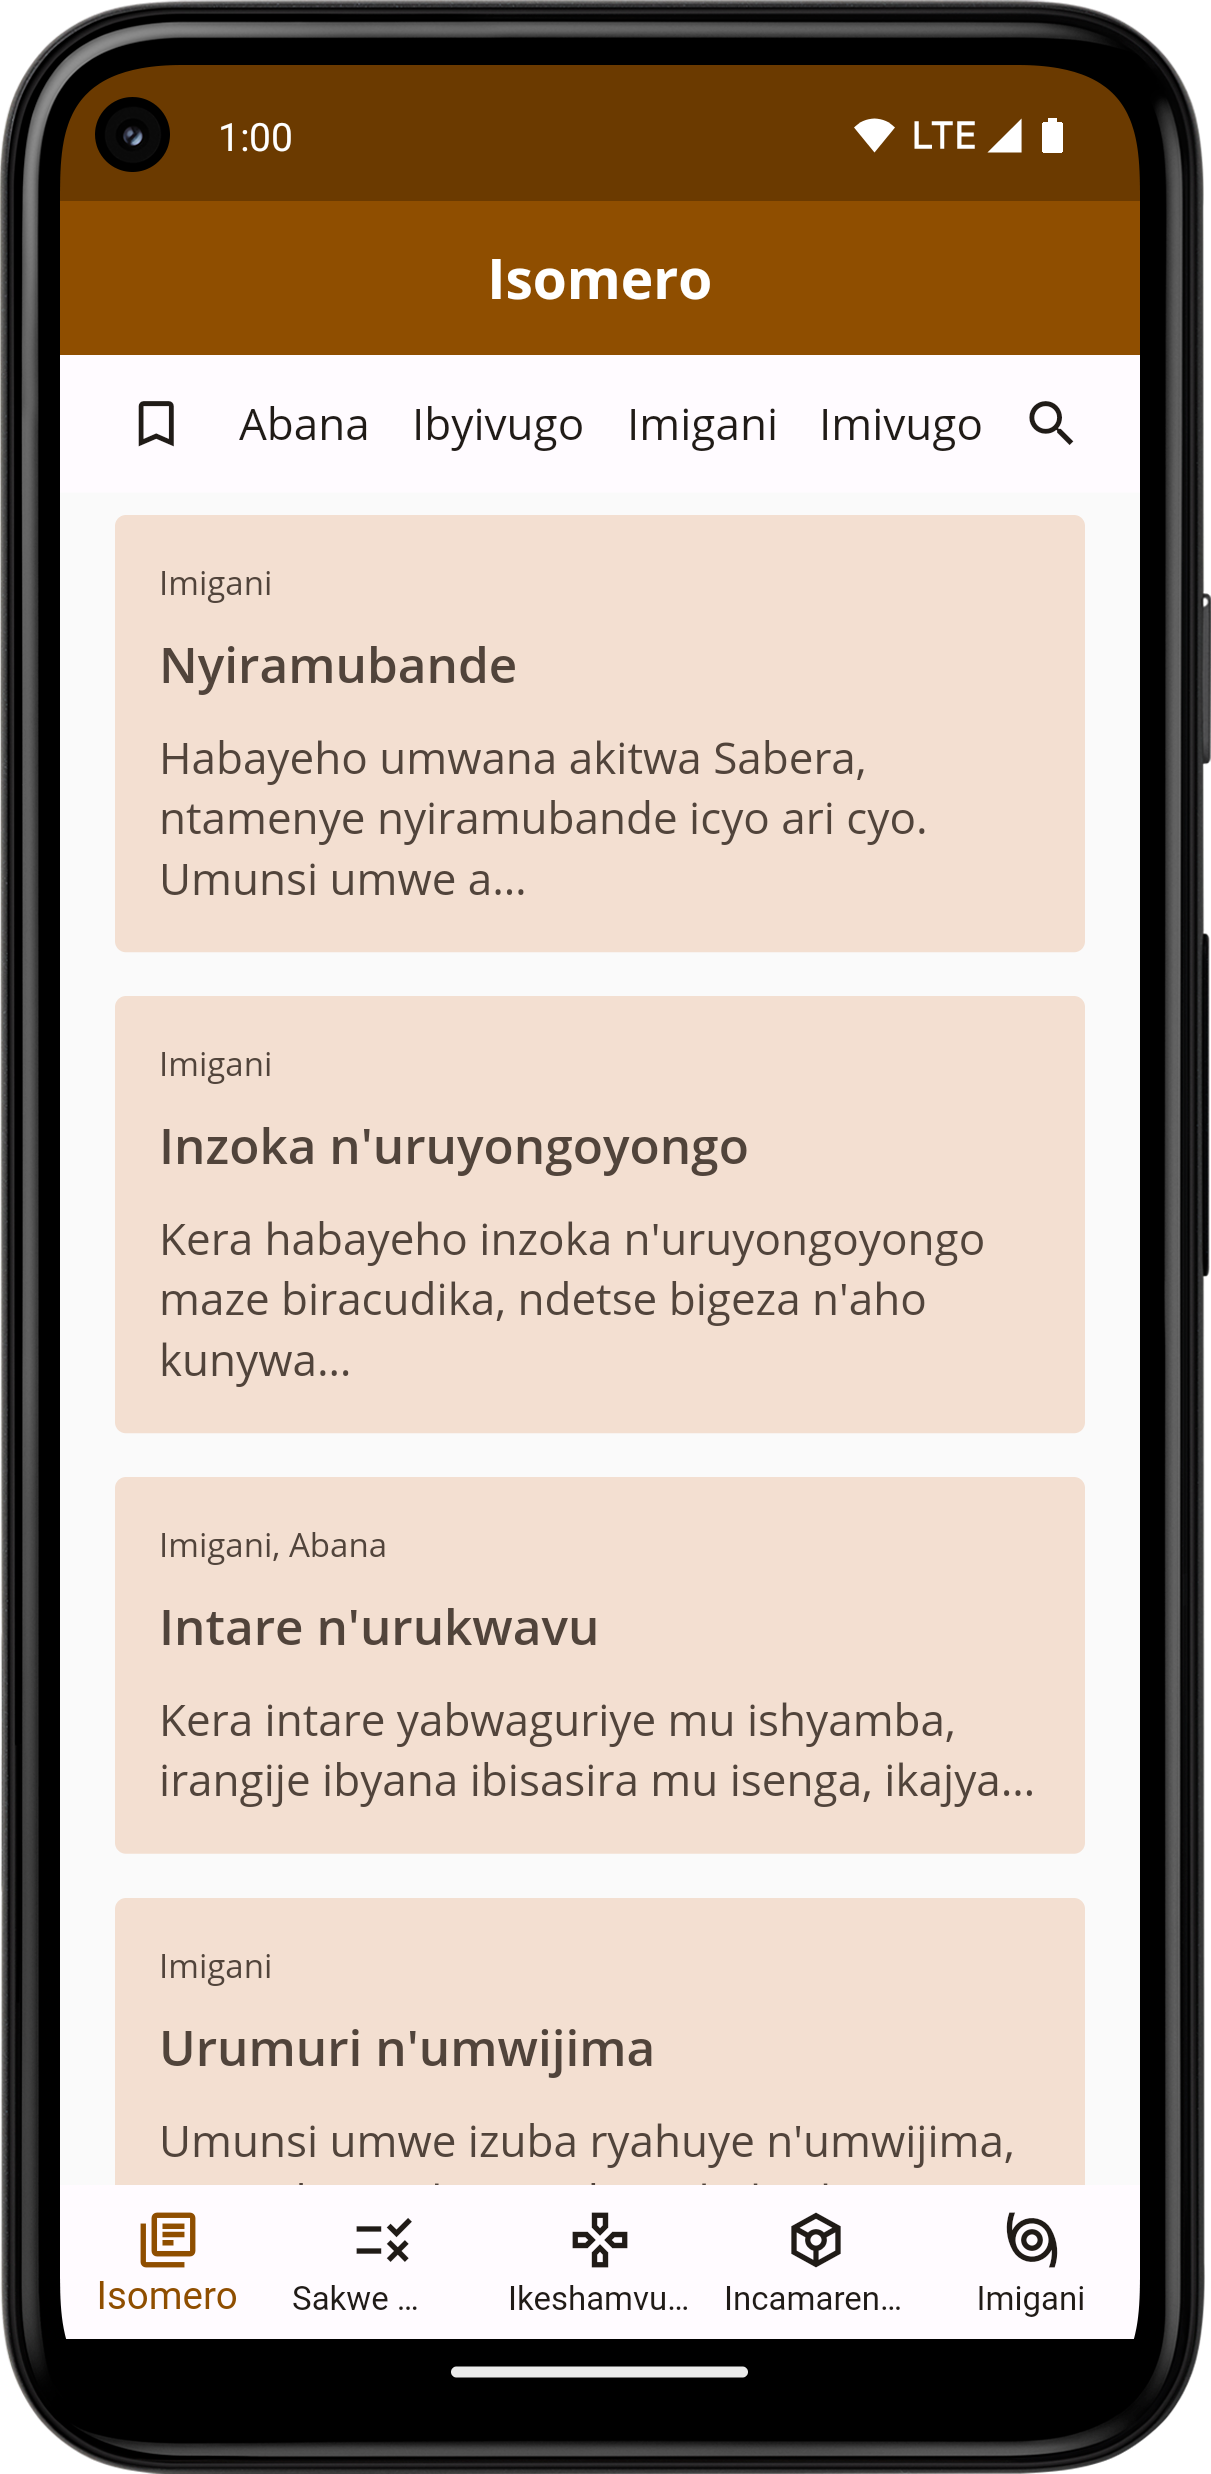 1:00 LTE
Isomero
Abana Ibyivugo Imigani Imivugo
Imigani
Nyiramubande
Habayeho umwana akitwa Sabera,
ntamenye nyiramubande icyo ari cyo.
Umunsi umwe a...
Imigani
Inzoka n'uruyongoyongo
Kera habayeho inzoka n'uruyongoyongo
maze biracudika, ndetse bigeza n'aho
kunywa...
Imigani, Abana
Intare n'urukwavu
Kera intare yabwaguriye mu ishyamba,
irangije ibyana ibisasira mu isenga, ikajya...
Imigani
Urumuri n'umwijima
Umunsi umwe izuba ryahuye n'umwijima,
Isomero Sakwe ... Ikeshamvu... Incamaren... Imigani